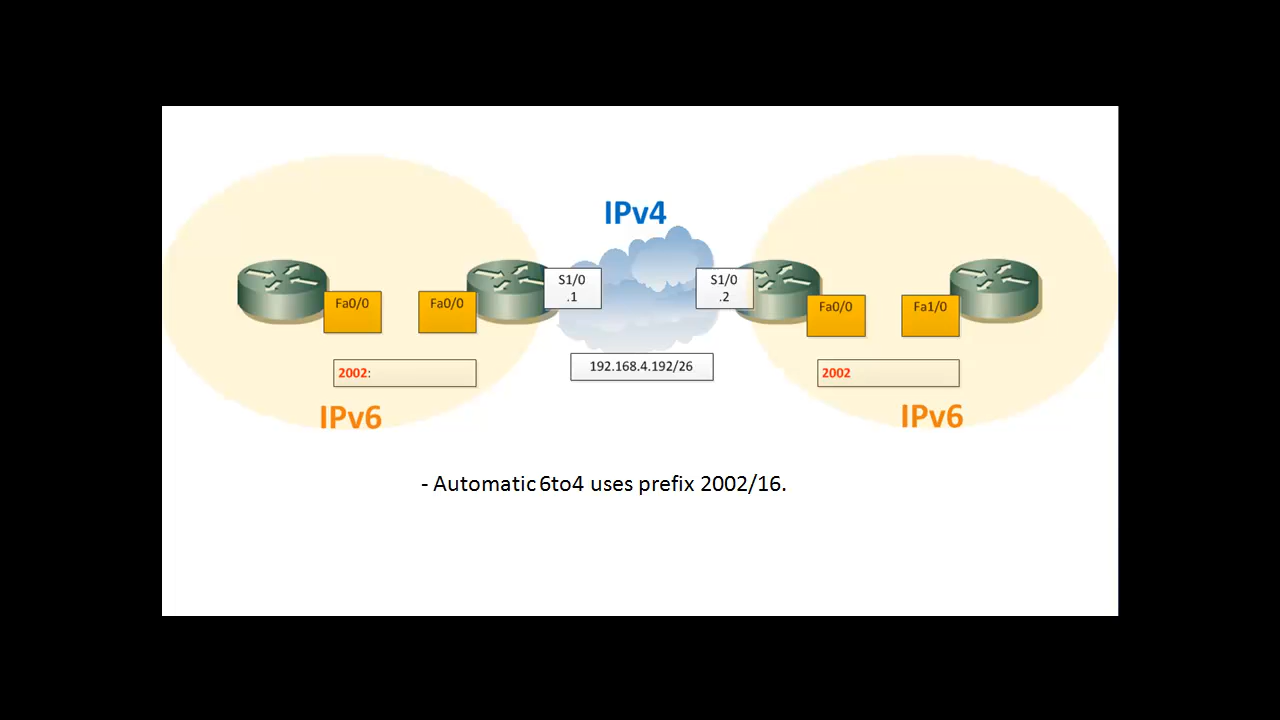 IPv4
S1/0
.1
S1/0
.2
Fa0/0
Fa0/0
Fa0/0
Fa1/0
192.168.4.192/26
2002:
2002
IPv6
IPv6
- Automatic 6to4 uses prefix 2002/16.